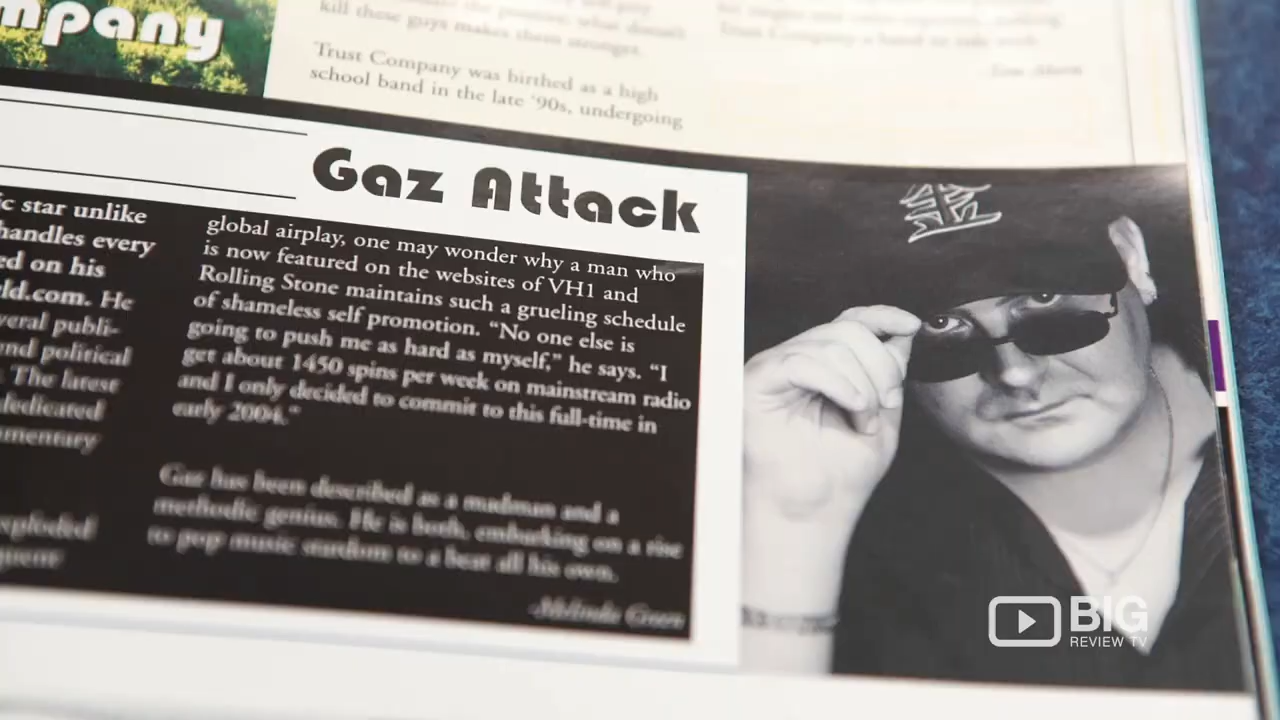 mpany
kill these guys makes them stronger.
Trust Company was birthed as a high
school band in the late '90s, undergoing
Gaz Attack
ic star unlike
handles every
ed on his
ld.com. He
veral publi-
and political
The latest
dedicated
mentary
xploded
quent
global airplay, one may wonder why a man who
is now featured on the websites of VH1 and
Rolling Stone maintains such a grueling schedule
of shameless self promotion. "No one else is
going to push me as hard as myself," he says. "I
get about 1450 spins per week on mainstream radio
and I only decided to commit to this full-time in
early 2004."
Gaz has been described as a madman and a
methodic genius. He is both, embarking on a rise
to pop music stardom to a beat all his own.
-Melinda Green
BIG
REVIEW TV